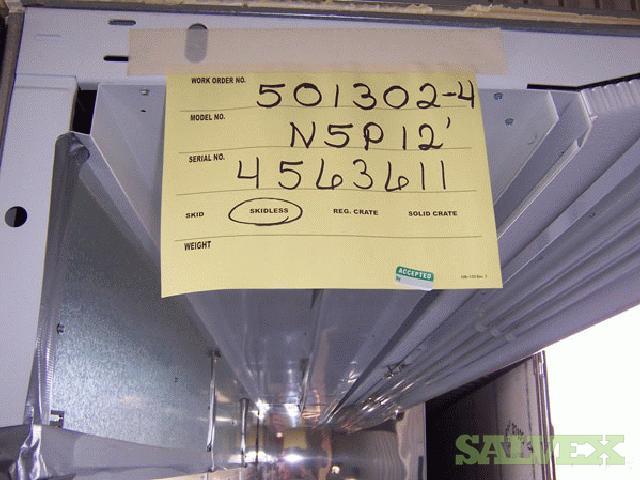 WORK ORDER NO. 501302-4
MODEL NO. N5P12'
SERIAL NO. 4563611
SKID SKIDLESS REG. CRATE SOLID CRATE
WEIGHT
ACCEPTED
SALVEX